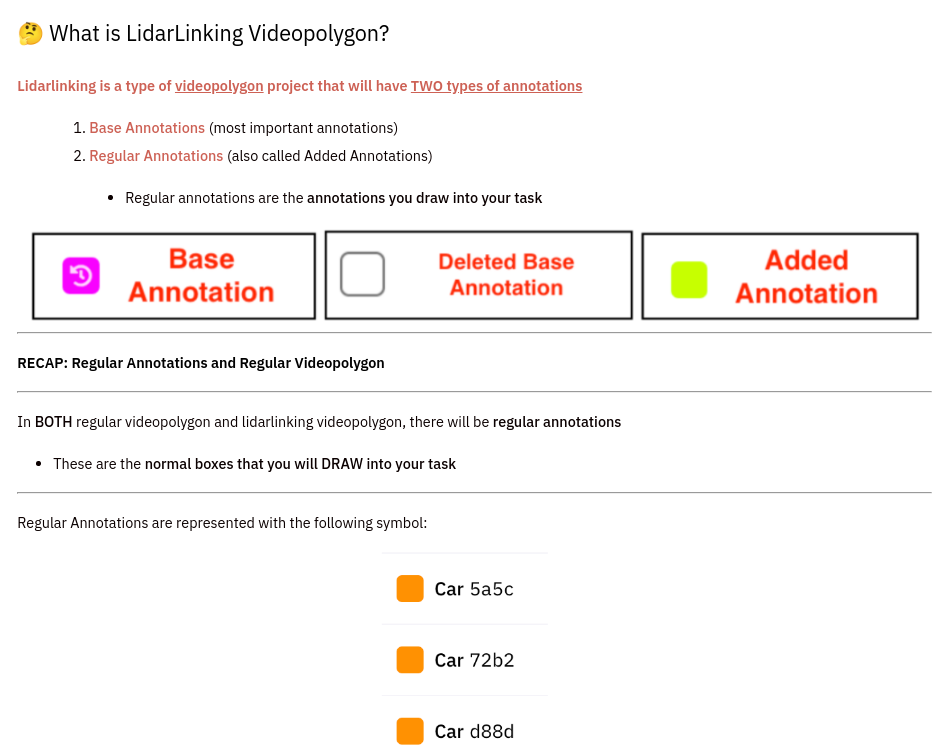 🤔 What is LidarLinking Videopolygon?
Lidarlinking is a type of videopolygon project that will have TWO types of annotations
1. Base Annotations (most important annotations)
2. Regular Annotations (also called Added Annotations)
• Regular annotations are the annotations you draw into your task
Base Annotation
Deleted Base Annotation
Added Annotation
RECAP: Regular Annotations and Regular Videopolygon
In BOTH regular videopolygon and lidarlinking videopolygon, there will be regular annotations
• These are the normal boxes that you will DRAW into your task
Regular Annotations are represented with the following symbol:
Car 5a5c
Car 72b2
Car d88d